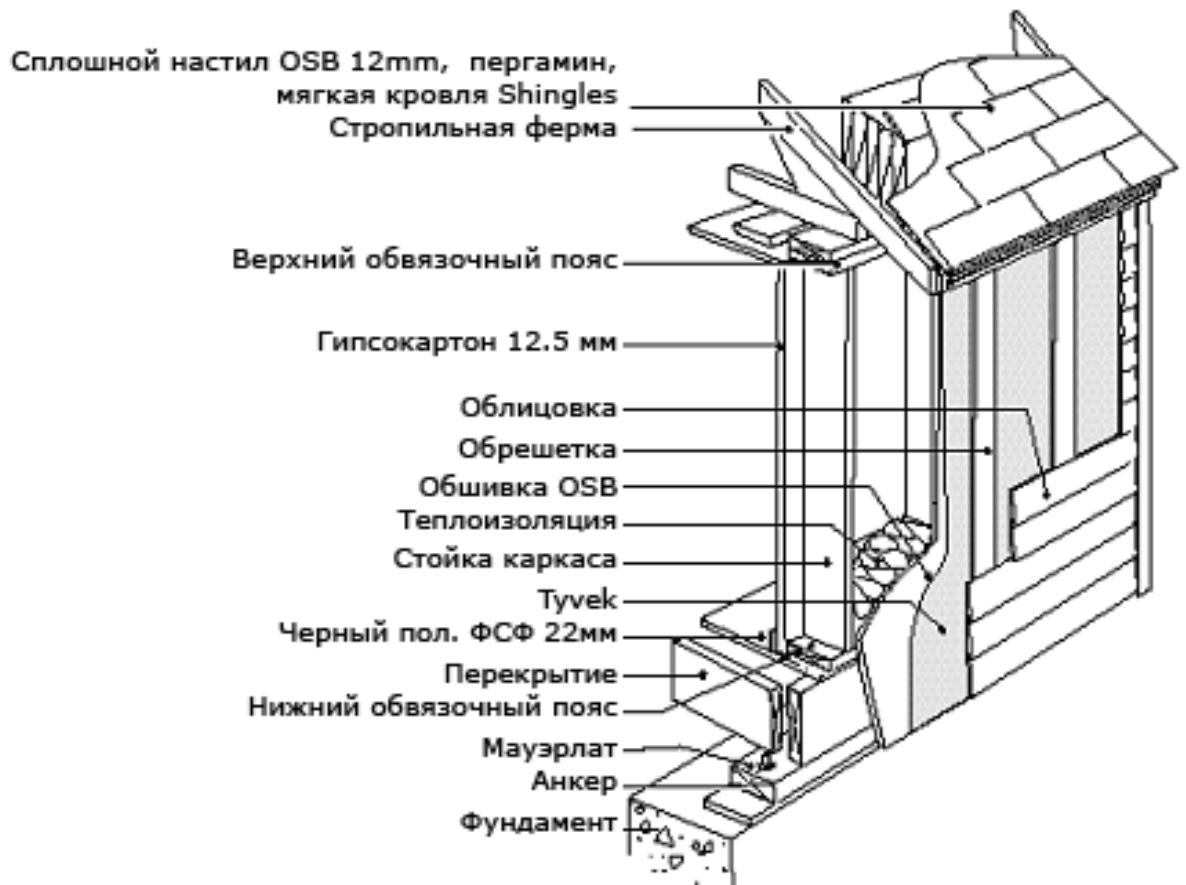 Сплошной настил OSB 12mm, пергамин,
мягкая кровля Shingles
Стропильная ферма
Верхний обвязочный пояс
Гипсокартон 12.5 мм
Облицовка
Обрешетка
Обшивка OSB
Теплоизоляция
Стойка каркаса
Tyvek
Черный пол. ФСФ 22мм
Перекрытие
Нижний обвязочный пояс
Мауэрлат
Анкер
Фундамент